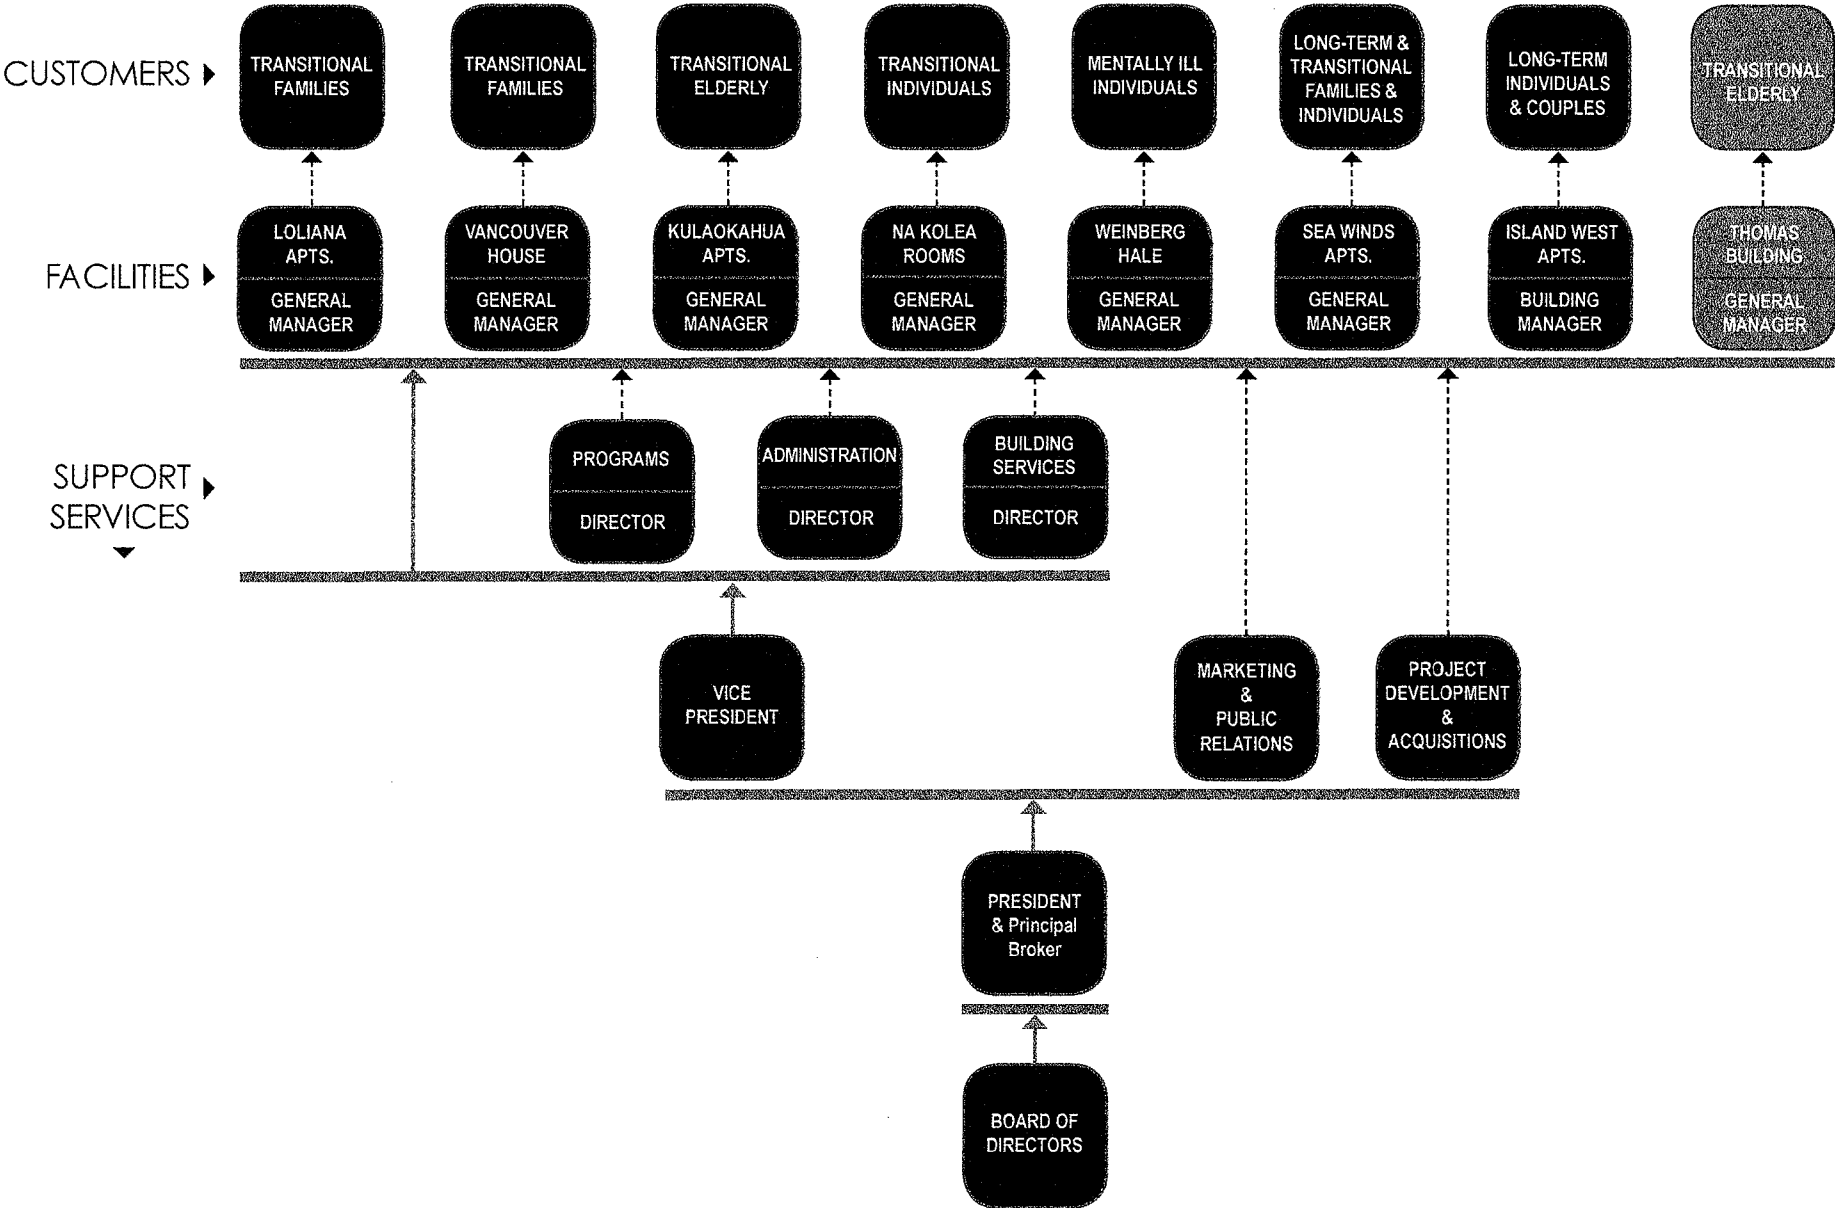 CUSTOMERS
TRANSITIONAL
FAMILIES
TRANSITIONAL
FAMILIES
TRANSITIONAL
ELDERLY
TRANSITIONAL
INDIVIDUALS
MENTALLY ILL
INDIVIDUALS
LONG-TERM &
TRANSITIONAL
FAMILIES &
INDIVIDUALS
LONG-TERM
INDIVIDUALS
& COUPLES
TRANSITIONAL
ELDERLY
FACILITIES
LOLIANA
APTS.
GENERAL
MANAGER
VANCOUVER
HOUSE
GENERAL
MANAGER
KULAOKAHUA
APTS.
GENERAL
MANAGER
NA KOLEA
ROOMS
GENERAL
MANAGER
WEINBERG
HALE
GENERAL
MANAGER
SEA WINDS
APTS.
GENERAL
MANAGER
ISLAND WEST
APTS.
BUILDING
MANAGER
THOMAS
BUILDING
GENERAL
MANAGER
SUPPORT
SERVICES
PROGRAMS
DIRECTOR
ADMINISTRATION
DIRECTOR
BUILDING
SERVICES
DIRECTOR
VICE
PRESIDENT
MARKETING
&
PUBLIC
RELATIONS
PROJECT
DEVELOPMENT
&
ACQUISITIONS
PRESIDENT
& Principal
Broker
BOARD OF
DIRECTORS